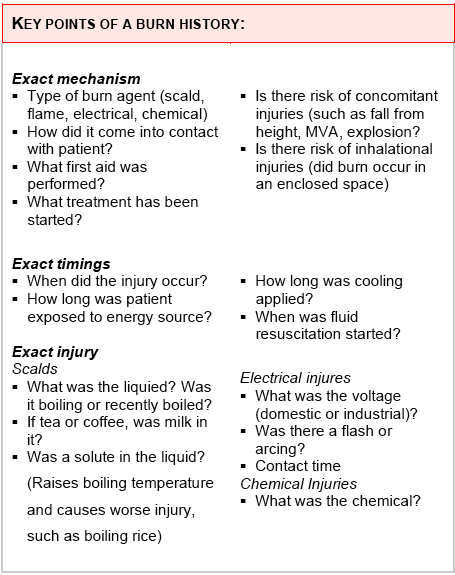 KEY POINTS OF A BURN HISTORY:
Exact mechanism
▪ Type of burn agent (scald,
flame, electrical, chemical)
▪ How did it come into contact
with patient?
▪ What first aid was
performed?
▪ What treatment has been
started?
▪ Is there risk of concomitant
injuries (such as fall from
height, MVA, explosion?
▪ Is there risk of inhalational
injuries (did burn occur in
an enclosed space)
Exact timings
▪ When did the injury occur?
▪ How long was patient
exposed to energy source?
▪ How long was cooling
applied?
▪ When was fluid
resuscitation started?
Exact injury
Scalds
▪ What was the liquied? Was
it boiling or recently boiled?
▪ If tea or coffee, was milk in
it?
▪ Was a solute in the liquid?
(Raises boiling temperature
and causes worse injury,
such as boiling rice)
Electrical injures
▪ What was the voltage
(domestic or industrial)?
▪ Was there a flash or
arcing?
▪ Contact time
Chemical Injuries
▪ What was the chemical?